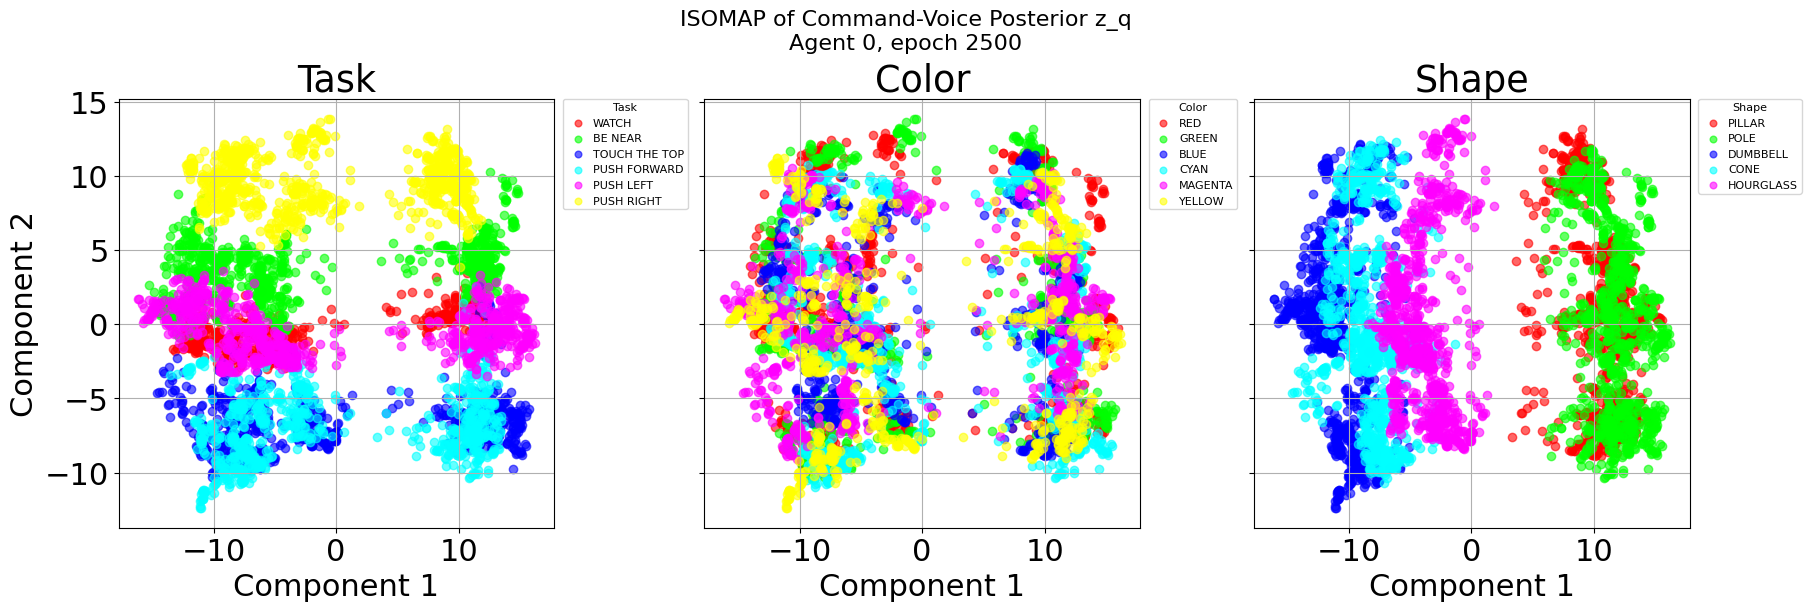 ISOMAP of Command-Voice Posterior z_q
Agent 0, epoch 2500
Task
Color
Shape
Task
WATCH
BE NEAR
TOUCH THE TOP
PUSH FORWARD
PUSH LEFT
PUSH RIGHT
Color
RED
GREEN
BLUE
CYAN
MAGENTA
YELLOW
Shape
PILLAR
POLE
DUMBBELL
CONE
HOURGLASS
Component 2
15
10
5
0
−5
−10
−10 0 10
−10 0 10
−10 0 10
Component 1
Component 1
Component 1